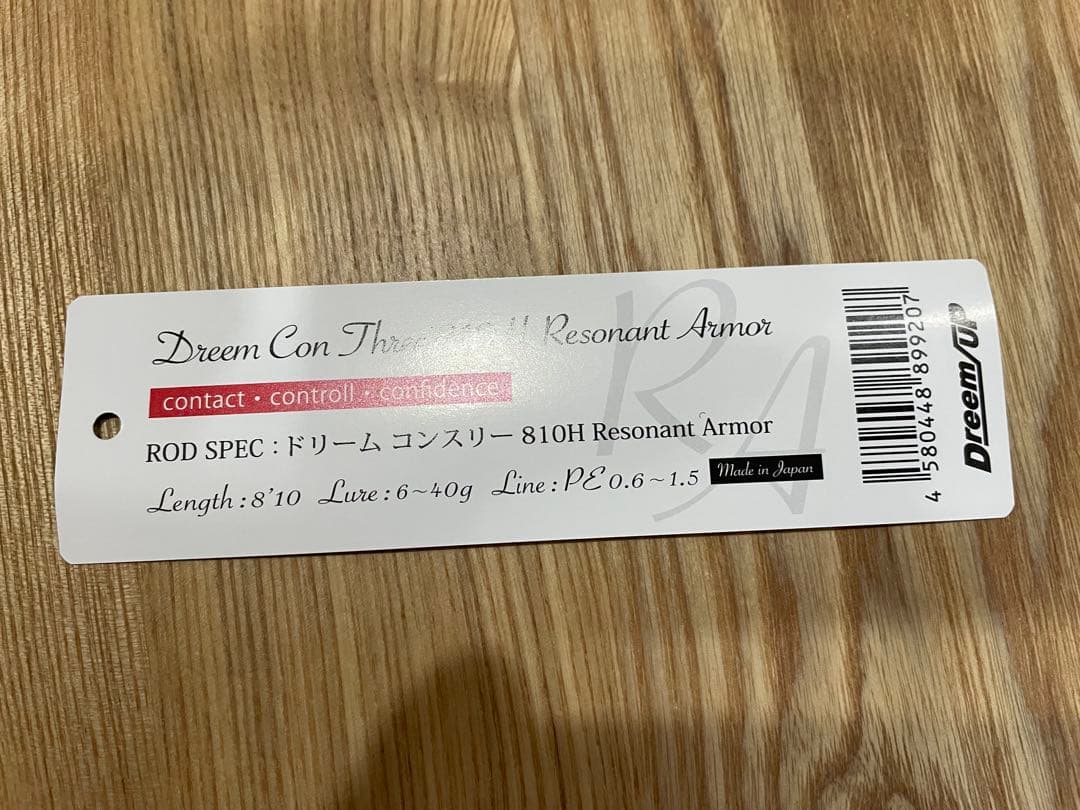 Dreem Con Three Resonant Armor
contact・controll・confidence
ROD SPEC : ドリーム コンスリー 810H Resonant Armor
Length : 8'10 Lure : 6~40g Line : PE 0.6~1.5
Made in Japan
RA
4 580448 899207
Dreem/UP